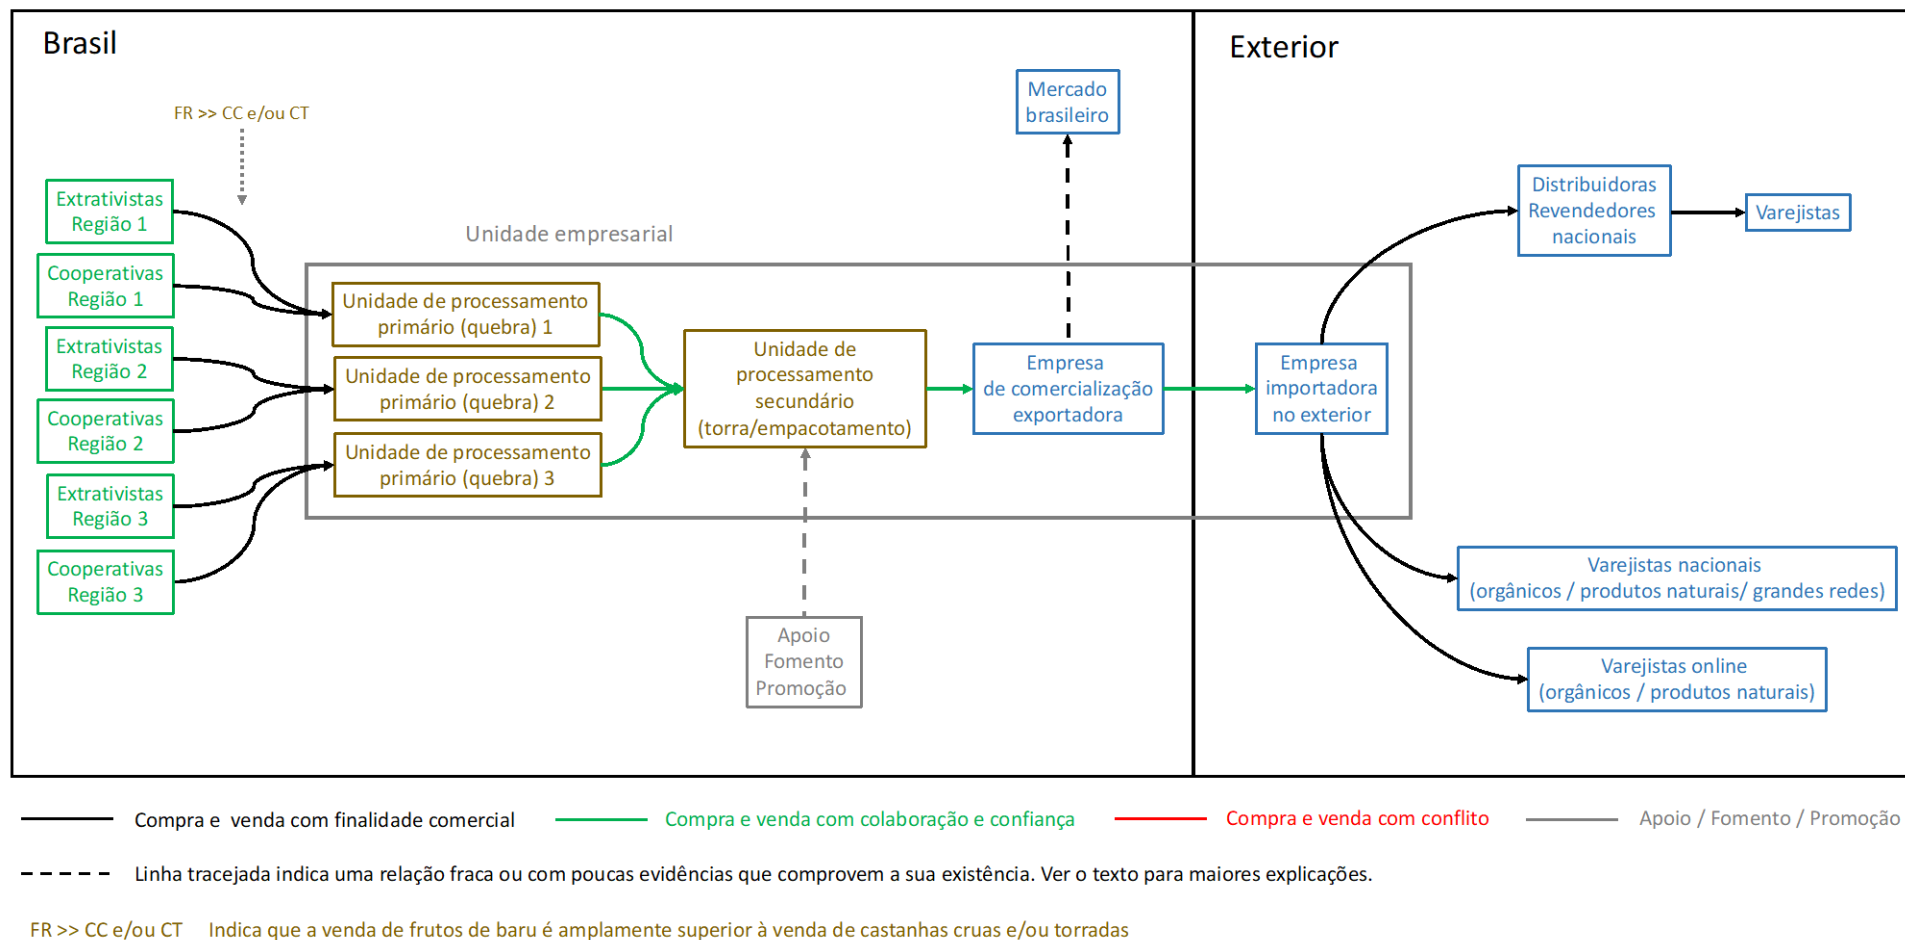 Brasil
Exterior
FR >> CC e/ou CT
Mercado
brasileiro
Extrativistas
Região 1
Cooperativas
Região 1
Extrativistas
Região 2
Cooperativas
Região 2
Extrativistas
Região 3
Cooperativas
Região 3
Unidade empresarial
Unidade de processamento
primário (quebra) 1
Unidade de processamento
primário (quebra) 2
Unidade de processamento
primário (quebra) 3
Unidade de
processamento
secundário
(torra/empacotamento)
Empresa
de comercialização
exportadora
Empresa
importadora
no exterior
Distribuidoras
Revendedores
nacionais
Varejistas
Varejistas nacionais
(orgânicos / produtos naturais/ grandes redes)
Varejistas online
(orgânicos / produtos naturais)
Apoio
Fomento
Promoção
Compra e venda com finalidade comercial
Compra e venda com colaboração e confiança
Compra e venda com conflito
Apoio / Fomento / Promoção
Linha tracejada indica uma relação fraca ou com poucas evidências que comprovem a sua existência. Ver o texto para maiores explicações.
FR >> CC e/ou CT Indica que a venda de frutos de baru é amplamente superior à venda de castanhas cruas e/ou torradas